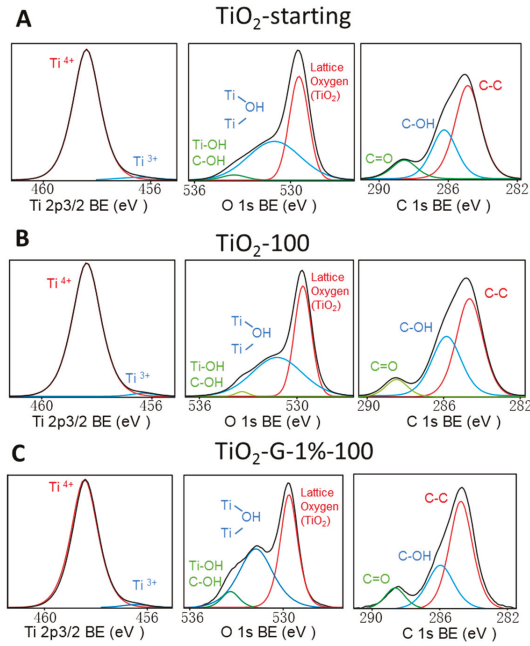 A
TiO2-starting
Ti 4+
Ti 3+
460
456
Ti 2p3/2 BE (eV )
Ti
OH
Ti
Ti-OH
C-OH
Lattice
Oxygen
(TiO2)
536
530
O 1s BE (eV )
C-C
C-OH
C=O
290
286
282
C 1s BE (eV )
B
TiO2-100
Ti 4+
Ti 3+
460
456
Ti 2p3/2 BE (eV )
Lattice
Oxygen
(TiO2)
Ti
OH
Ti
Ti-OH
C-OH
536
530
O 1s BE (eV )
C-C
C-OH
C=O
290
286
282
C 1s BE (eV )
C
TiO2-G-1%-100
Ti 4+
Ti 3+
460
456
Ti 2p3/2 BE (eV )
Ti
OH
Ti
Lattice
Oxygen
(TiO2)
Ti-OH
C-OH
536
530
O 1s BE (eV )
C-C
C-OH
C=O
290
286
282
C 1s BE (eV )